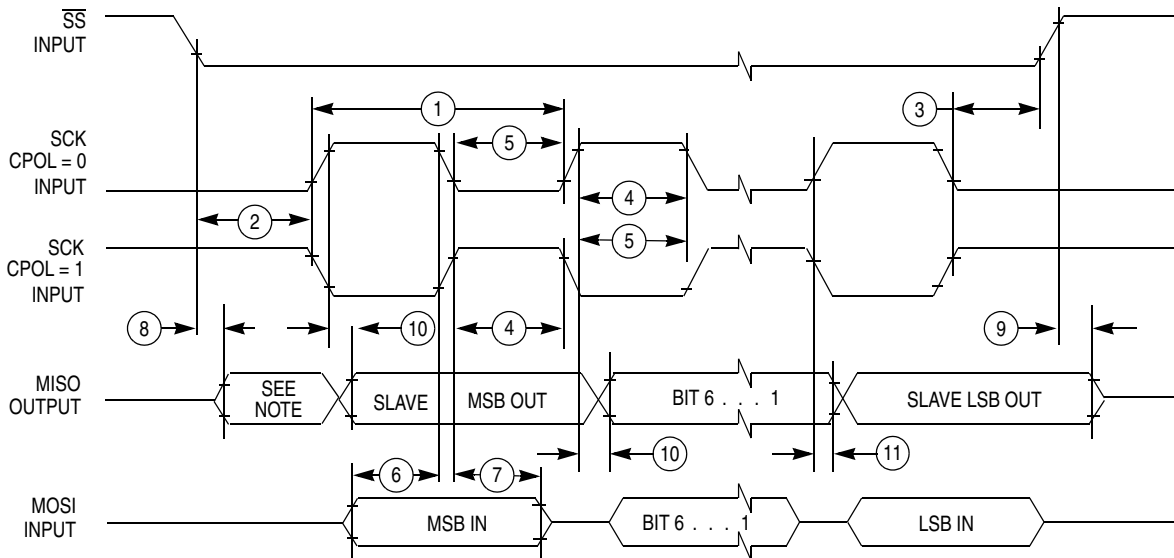 SS
INPUT
1
3
SCK
CPOL = 0
INPUT
5
4
2
SCK
CPOL = 1
INPUT
5
8
10
4
9
MISO
OUTPUT
SEE
NOTE
SLAVE
MSB OUT
BIT 6 . . . 1
SLAVE LSB OUT
10
11
6
7
MOSI
INPUT
MSB IN
BIT 6 . . . 1
LSB IN